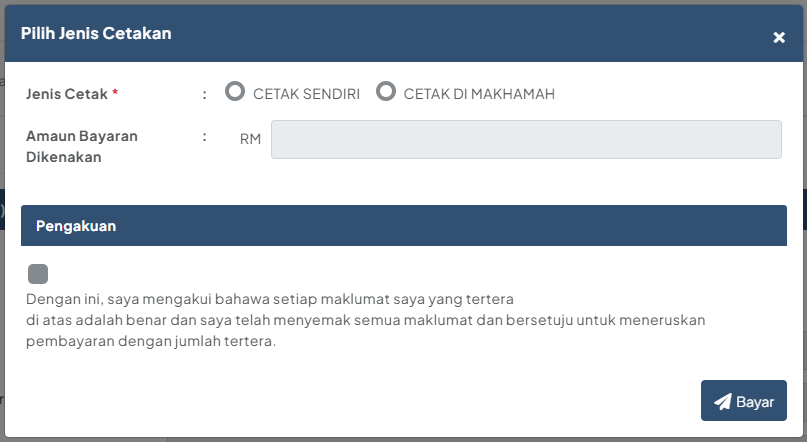 Pilih Jenis Cetakan ×
Jenis Cetak * : CETAK SENDIRI CETAK DI MAKHAMAH
Amaun Bayaran Dikenakan : RM
Pengakuan
Dengan ini, saya mengakui bahawa setiap maklumat saya yang tertera
di atas adalah benar dan saya telah menyemak semua maklumat dan bersetuju untuk meneruskan
pembayaran dengan jumlah tertera.
Bayar